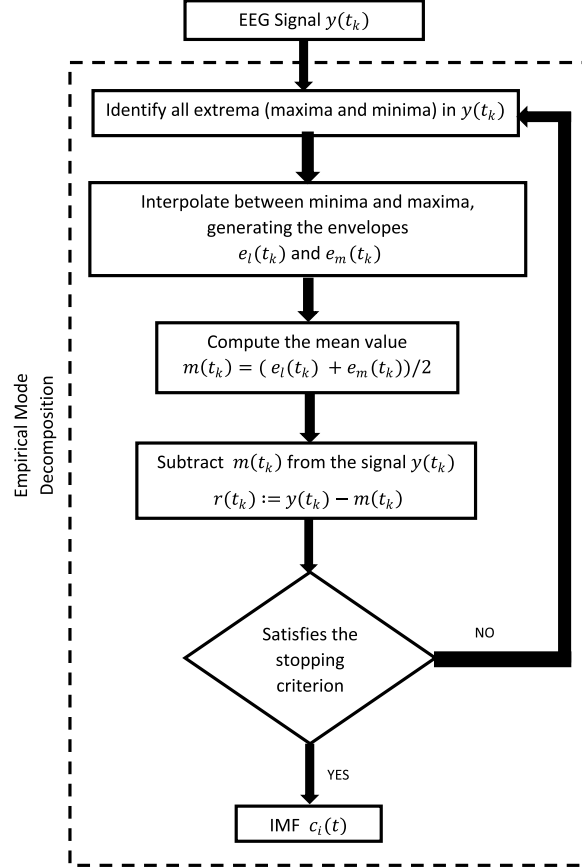 EEG Signal y(t_k)
Identify all extrema (maxima and minima) in y(t_k)
Interpolate between minima and maxima,
generating the envelopes
e_l(t_k) and e_m(t_k)
Compute the mean value
m(t_k) = ( e_l(t_k) + e_m(t_k))/2
Subtract m(t_k) from the signal y(t_k)
r(t_k) := y(t_k) − m(t_k)
Satisfies the
stopping
criterion
NO
YES
IMF c_i(t)
Empirical Mode
Decomposition